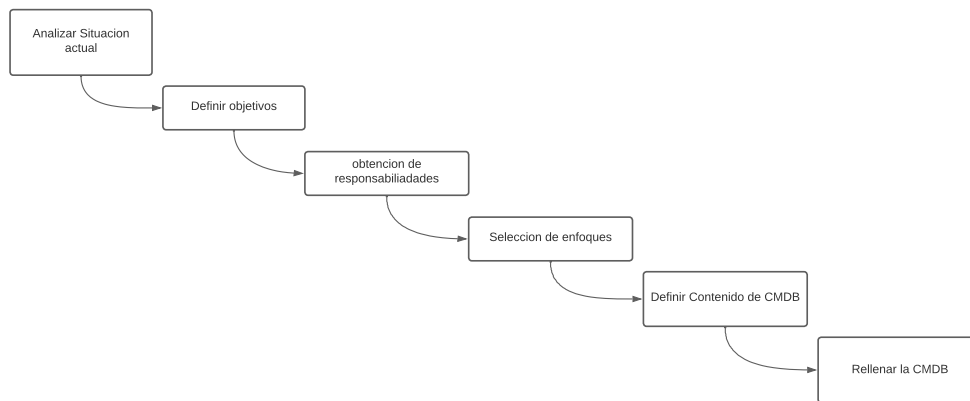 Analizar Situacion
actual
Definir objetivos
obtencion de
responsabiliadades
Seleccion de enfoques
Definir Contenido de CMDB
Rellenar la CMDB